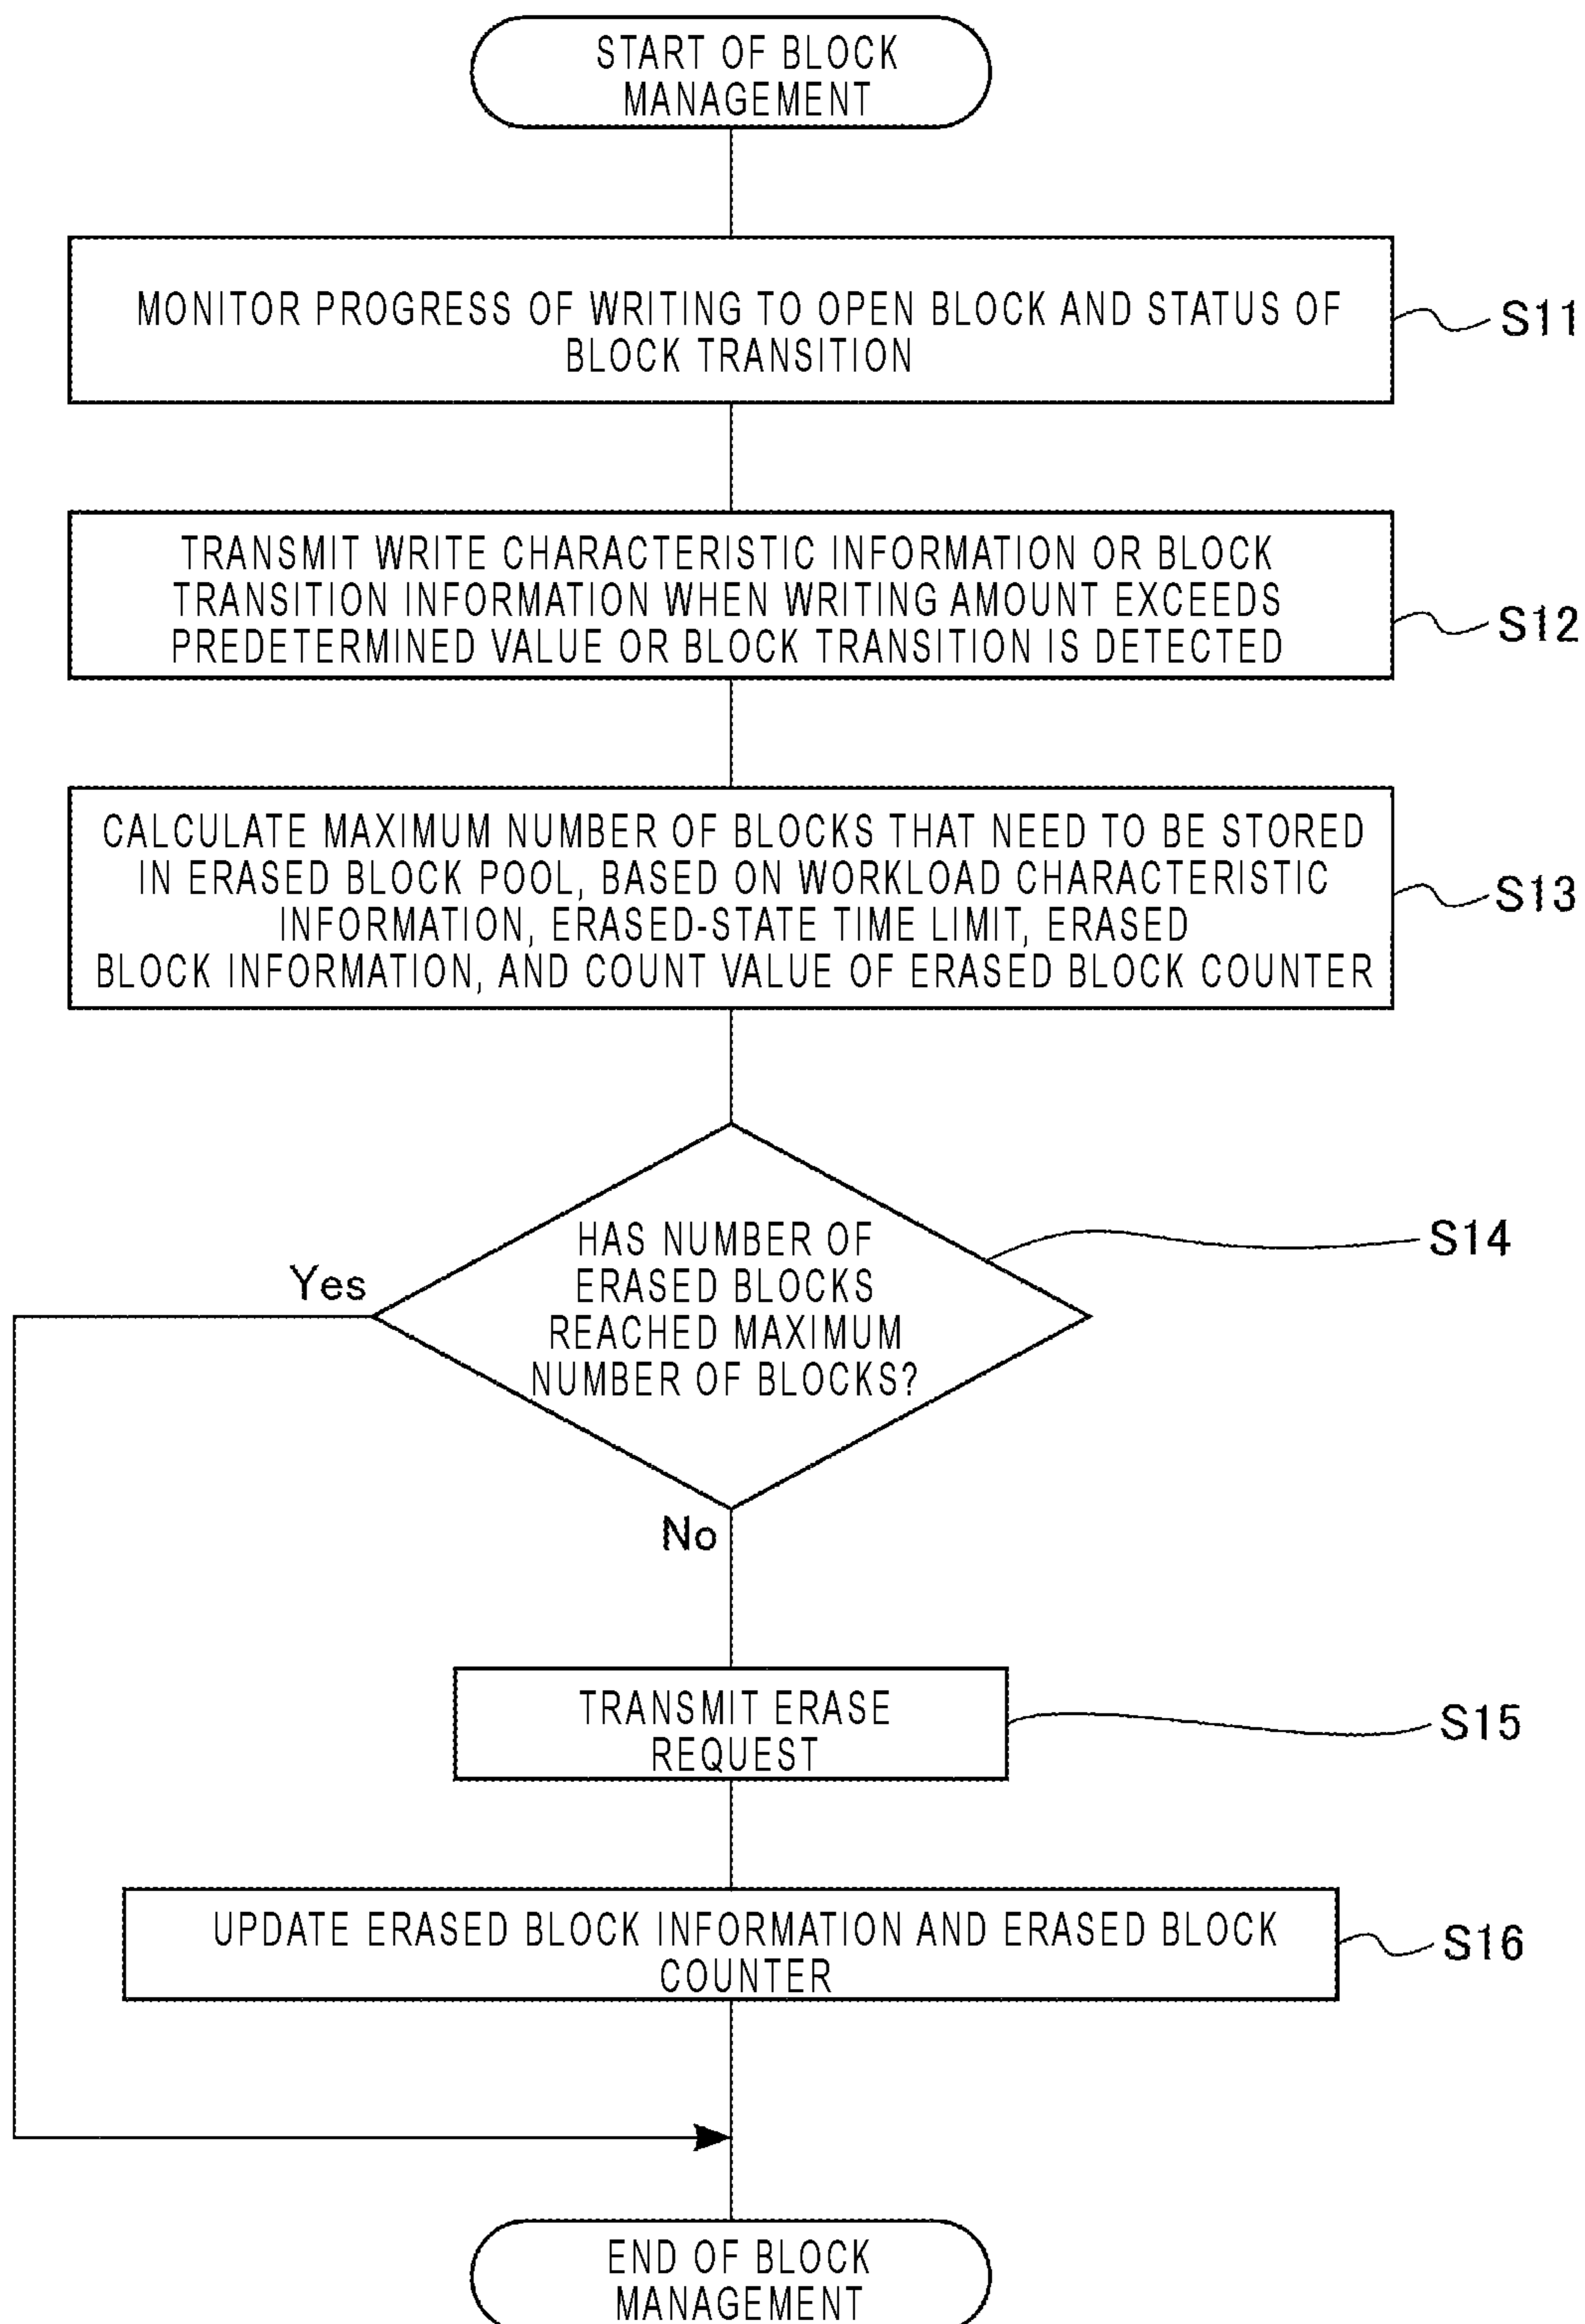 START OF BLOCK
MANAGEMENT
MONITOR PROGRESS OF WRITING TO OPEN BLOCK AND STATUS OF
BLOCK TRANSITION
S11
TRANSMIT WRITE CHARACTERISTIC INFORMATION OR BLOCK
TRANSITION INFORMATION WHEN WRITING AMOUNT EXCEEDS
PREDETERMINED VALUE OR BLOCK TRANSITION IS DETECTED
S12
CALCULATE MAXIMUM NUMBER OF BLOCKS THAT NEED TO BE STORED
IN ERASED BLOCK POOL, BASED ON WORKLOAD CHARACTERISTIC
INFORMATION, ERASED-STATE TIME LIMIT, ERASED
BLOCK INFORMATION, AND COUNT VALUE OF ERASED BLOCK COUNTER
S13
HAS NUMBER OF
ERASED BLOCKS
REACHED MAXIMUM
NUMBER OF BLOCKS?
S14
Yes
No
TRANSMIT ERASE
REQUEST
S15
UPDATE ERASED BLOCK INFORMATION AND ERASED BLOCK
COUNTER
S16
END OF BLOCK
MANAGEMENT